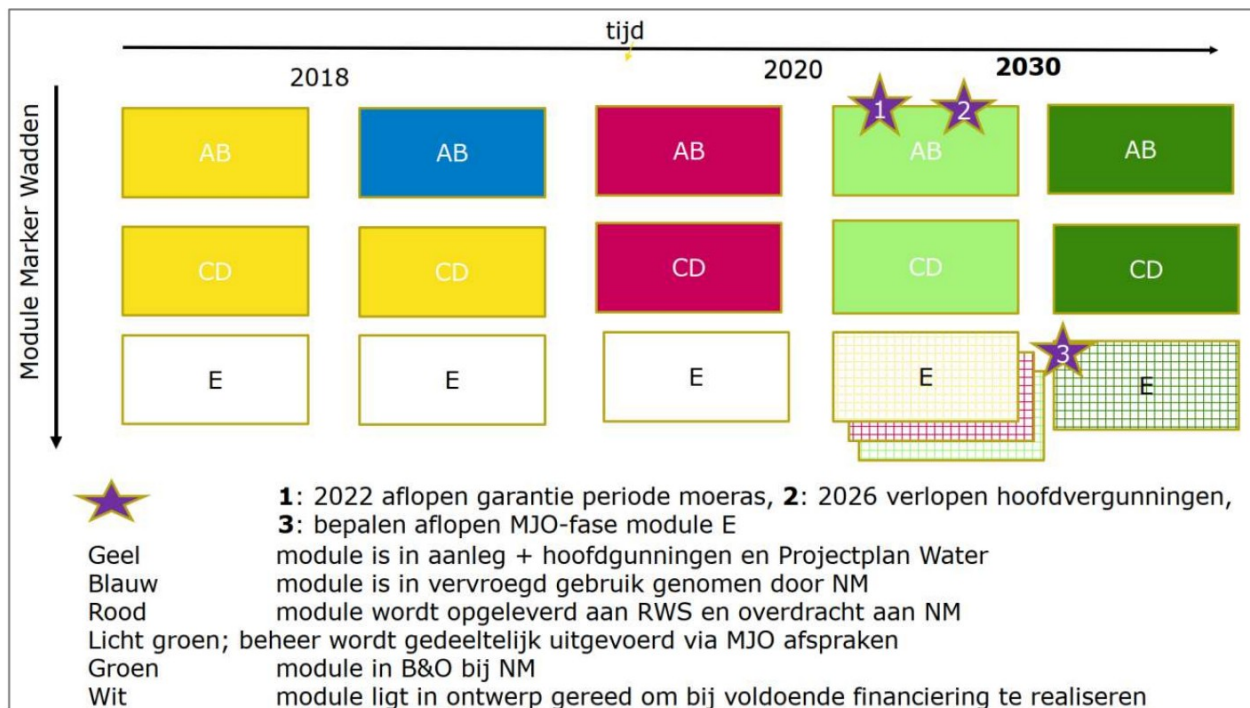 tijd
2018
2020
2030
Module Marker Wadden
1
2
AB
AB
AB
AB
AB
CD
CD
CD
CD
CD
3
E
E
E
E
E
1: 2022 aflopen garantie periode moeras, 2: 2026 verlopen hoofdvergunningen,
3: bepalen aflopen MJO-fase module E
Geel module is in aanleg + hoofdgunningen en Projectplan Water
Blauw module is in vervroegd gebruik genomen door NM
Rood module wordt opgeleverd aan RWS en overdracht aan NM
Licht groen; beheer wordt gedeeltelijk uitgevoerd via MJO afspraken
Groen module in B&O bij NM
Wit module ligt in ontwerp gereed om bij voldoende financiering te realiseren